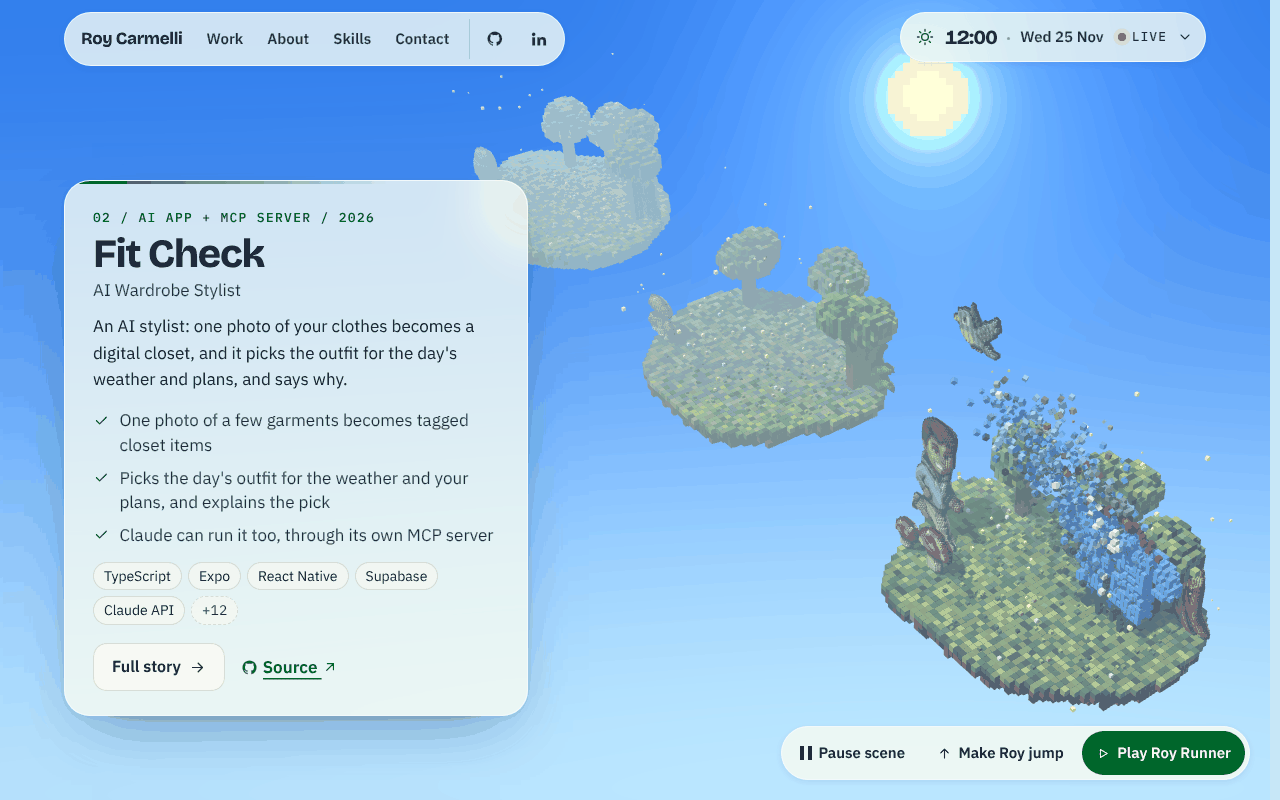 Roy Carmelli Work About Skills Contact
12:00 · Wed 25 Nov LIVE
02 / AI APP + MCP SERVER / 2026
Fit Check
AI Wardrobe Stylist
An AI stylist: one photo of your clothes becomes a
digital closet, and it picks the outfit for the day's
weather and plans, and says why.
One photo of a few garments becomes tagged
closet items
Picks the day's outfit for the weather and your
plans, and explains the pick
Claude can run it too, through its own MCP server
TypeScript Expo React Native Supabase
Claude API +12
Full story → Source ↗
Pause scene ↑ Make Roy jump Play Roy Runner